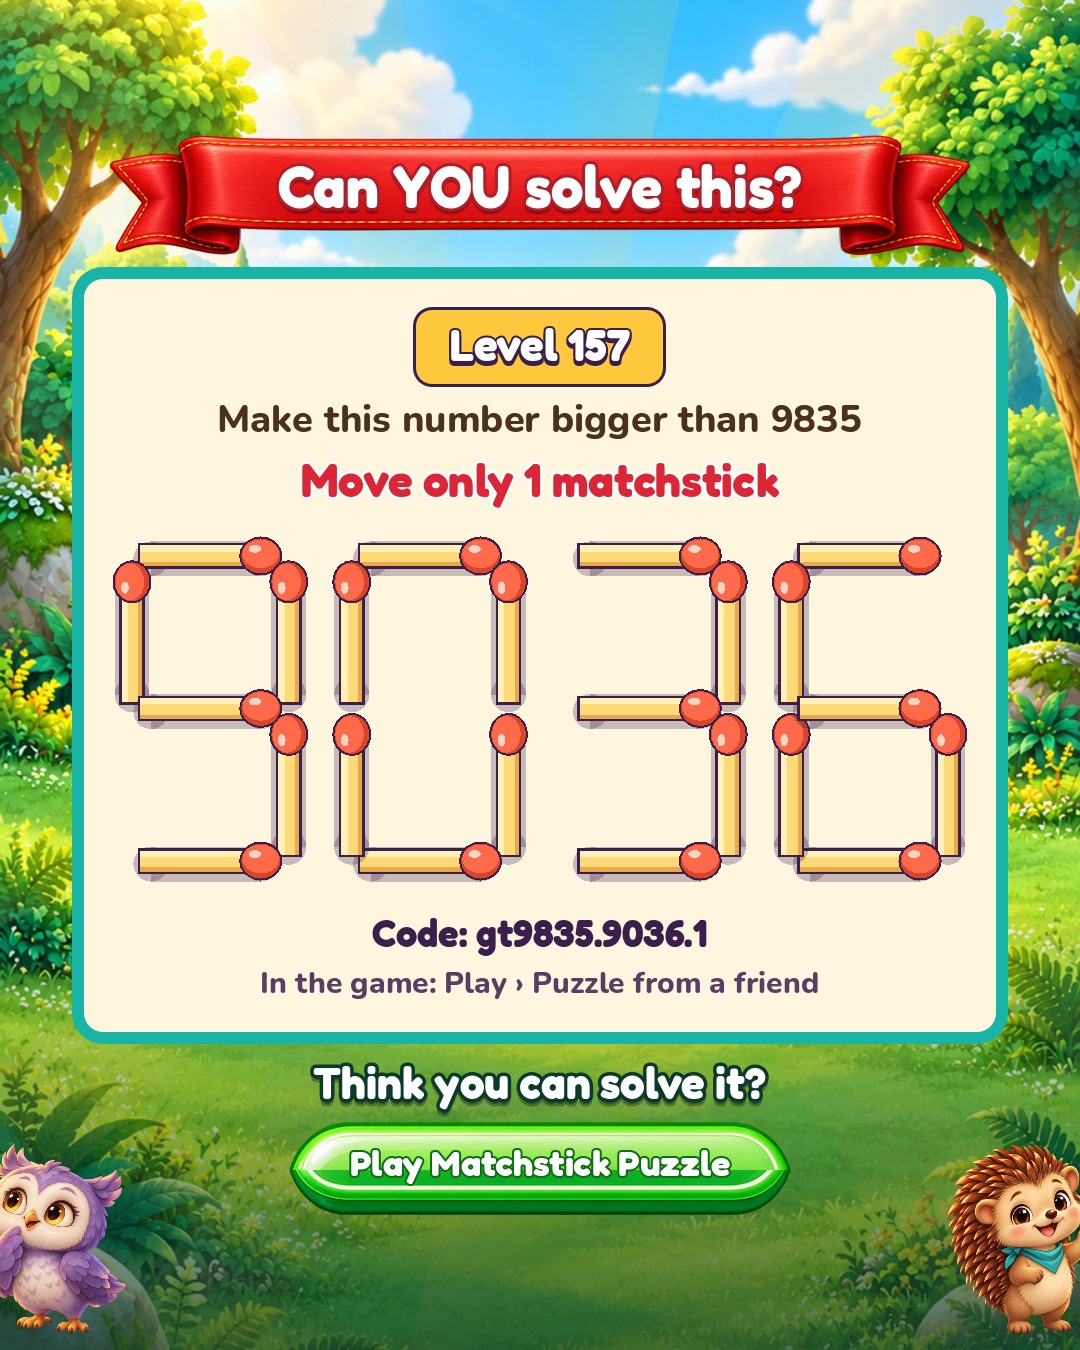 Can YOU solve this?
Level 157
Make this number bigger than 9835
Move only 1 matchstick
9036
Code: gt9835.9036.1
In the game: Play › Puzzle from a friend
Think you can solve it?
Play Matchstick Puzzle